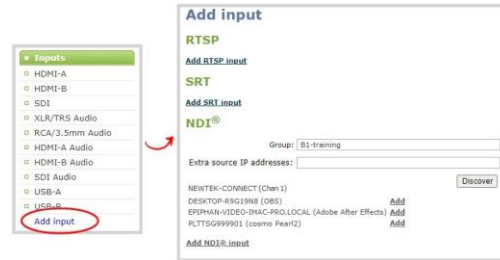 Inputs
HDMI-A
HDMI-B
SDI
XLR/TRS Audio
RCA/3.5mm Audio
HDMI-A Audio
HDMI-B Audio
SDI Audio
USB-A
USB-B
Add input
Add input
RTSP
Add RTSP input
SRT
Add SRT input
NDI®
Group: B1-training
Extra source IP addresses:
Discover
NEWTEK-CONNECT (Chan 1)
DESKTOP-R9G19N8 (OBS) Add
EPIPHAN-VIDEO-IMAC-PRO.LOCAL (Adobe After Effects) Add
PLTTSG999901 (cosmo Pearl2) Add
Add NDI® input